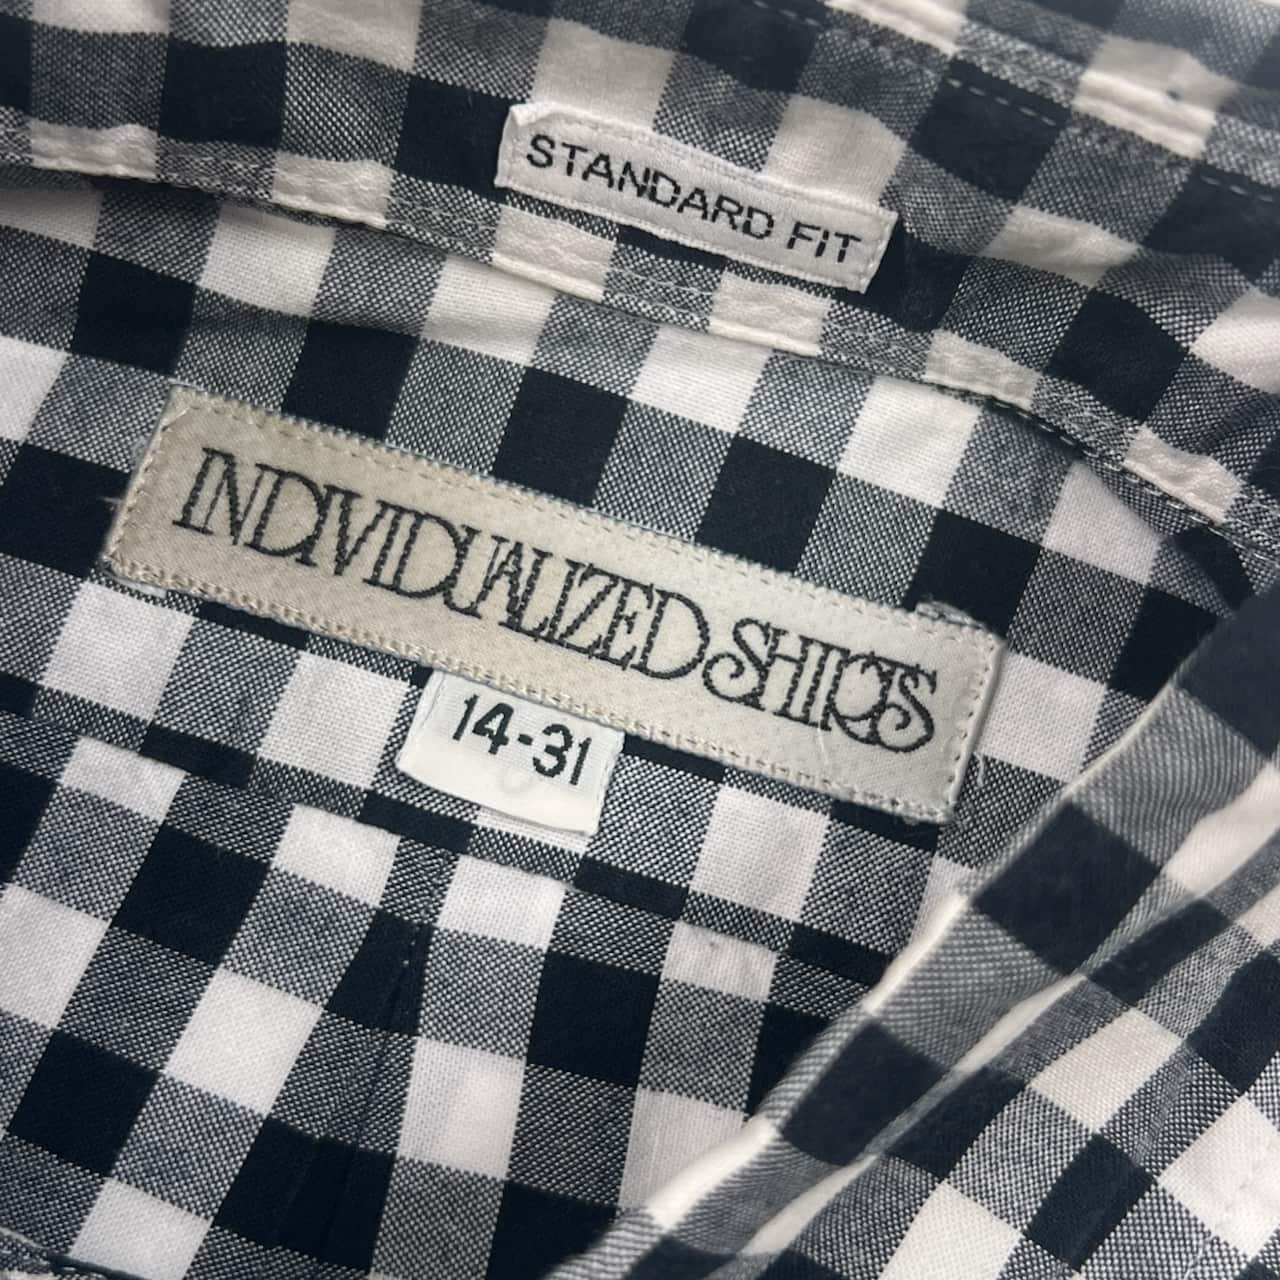 STANDARD FIT
INDIVIDUALIZED SHIRTS
14-31